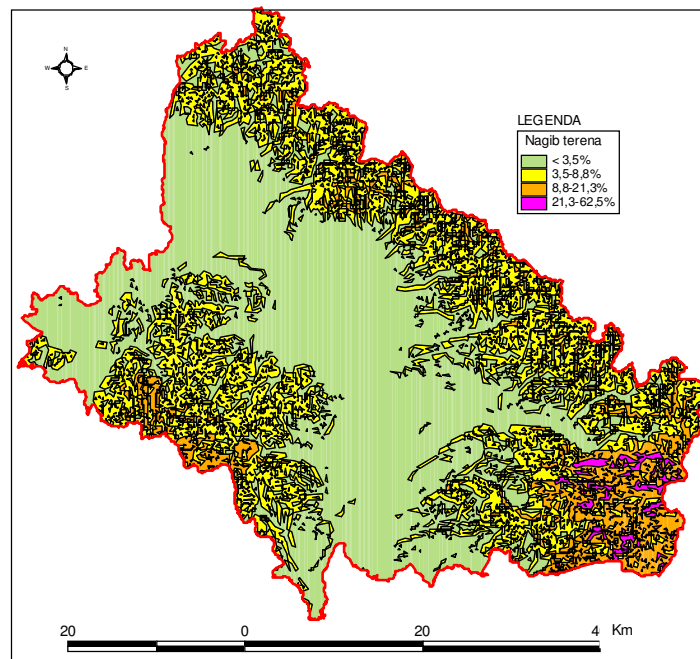 N
W E
S
LEGENDA
Nagib terena
< 3,5%
3,5-8,8%
8,8-21,3%
21,3-62,5%
20 0 20 4 Km